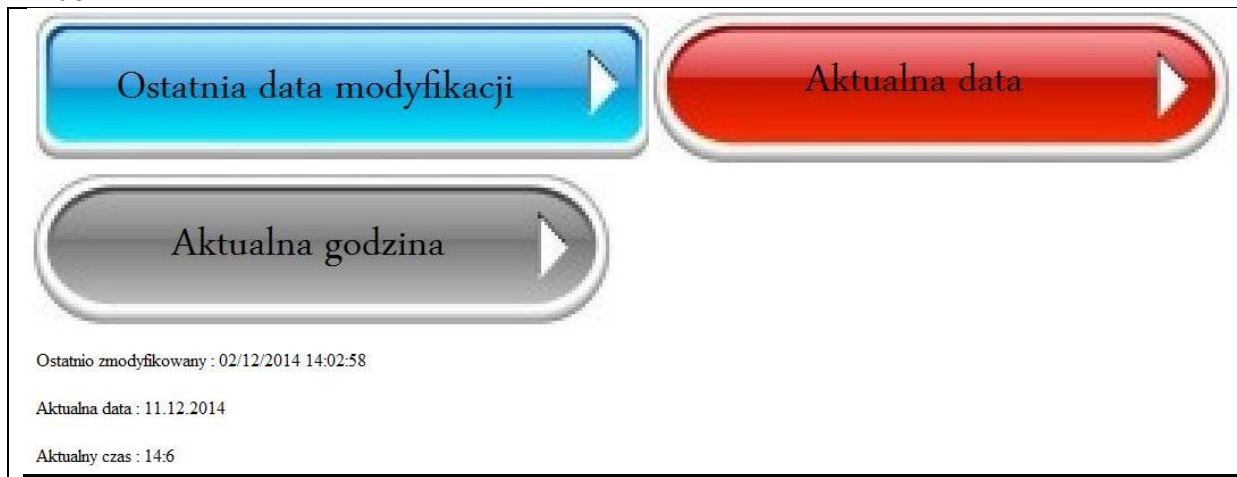 Ostatnia data modyfikacji
Aktualna data
Aktualna godzina
Ostatnio zmodyfikowany : 02/12/2014 14:02:58
Aktualna data : 11.12.2014
Aktualny czas : 14:6